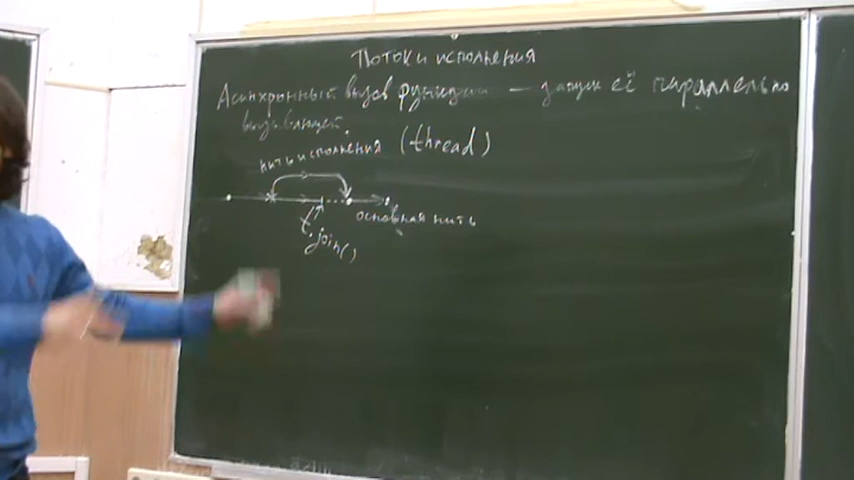 Потоки исполнения
Асинхронный вызов функции — запуск её параллельно
вызывающей.
нить исполнения (thread)
основная нить
t.join()